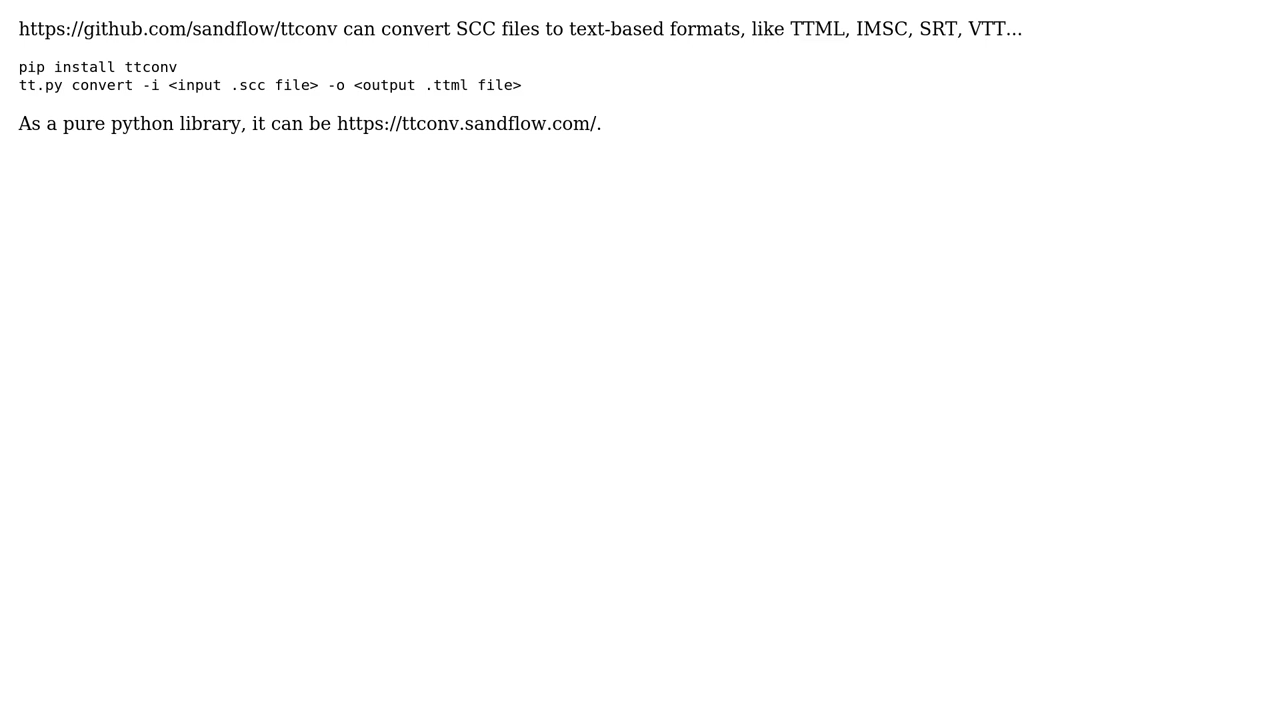 https://github.com/sandflow/ttconv can convert SCC files to text-based formats, like TTML, IMSC, SRT, VTT...
pip install ttconv
tt.py convert -i <input .scc file> -o <output .ttml file>
As a pure python library, it can be https://ttconv.sandflow.com/.